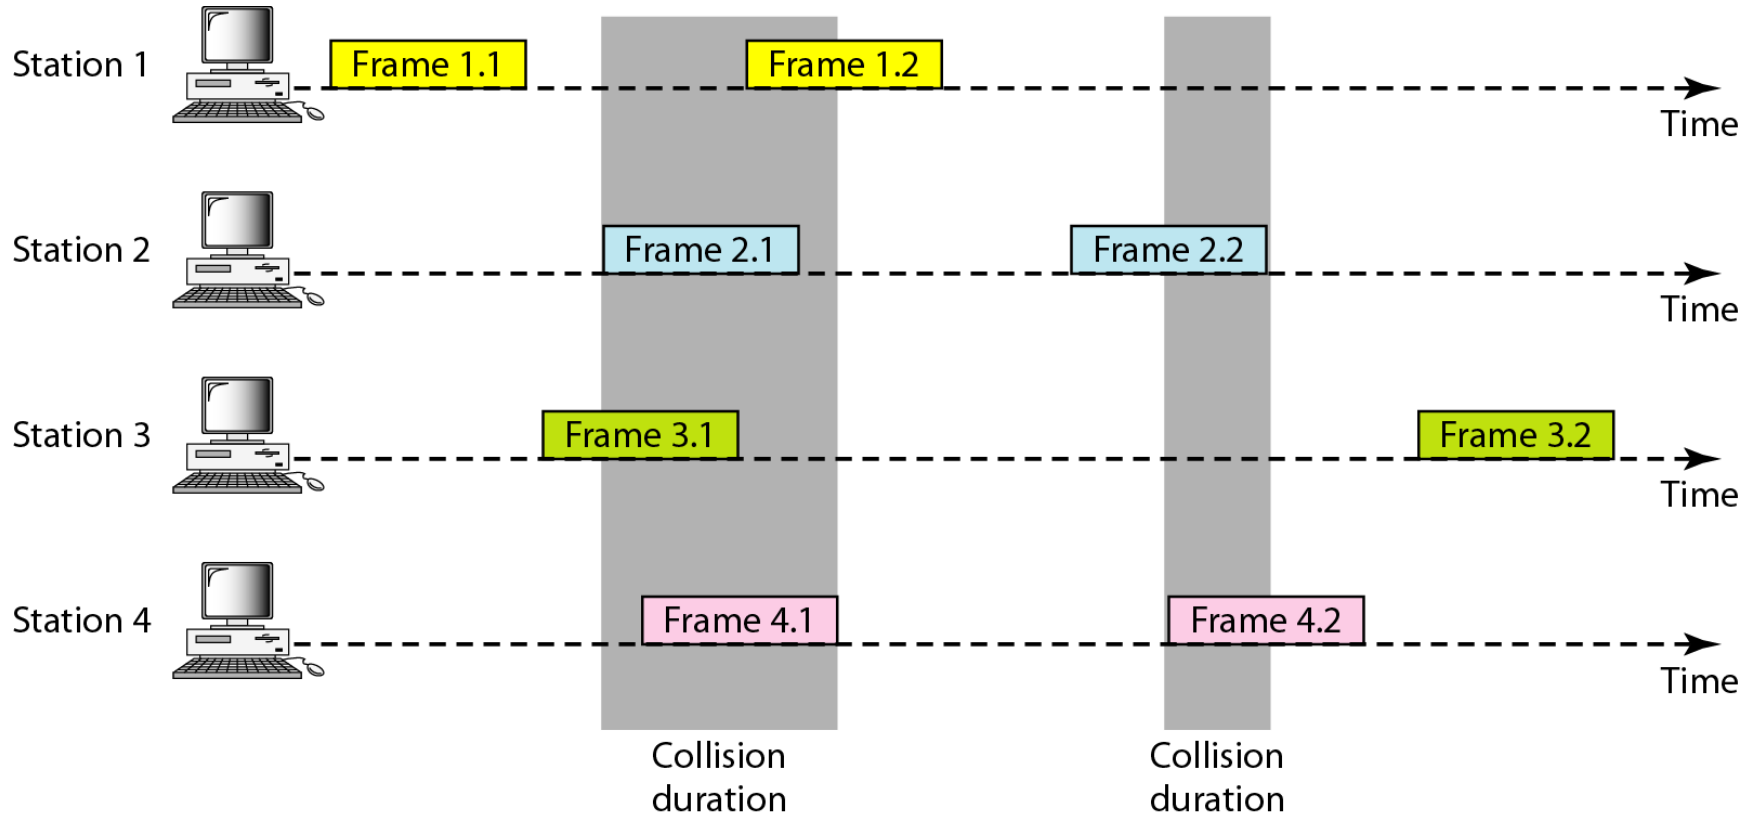 Station 1
Frame 1.1
Frame 1.2
Time
Station 2
Frame 2.1
Frame 2.2
Time
Station 3
Frame 3.1
Frame 3.2
Time
Station 4
Frame 4.1
Frame 4.2
Time
Collision
duration
Collision
duration